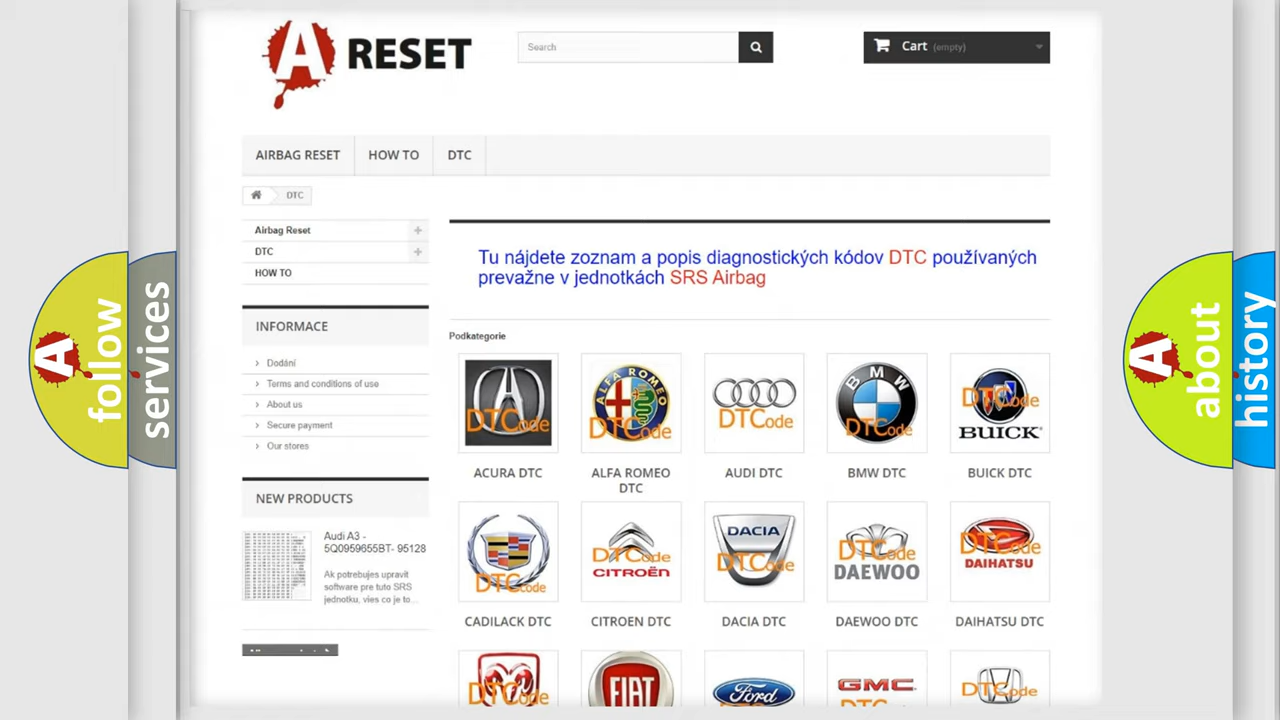 A RESET
Search
Cart (empty)
AIRBAG RESET
HOW TO
DTC
DTC
Airbag Reset
DTC
HOW TO
Tu nájdete zoznam a popis diagnostických kódov DTC používaných
prevažne v jednotkách SRS Airbag
INFORMACE
Dodání
Terms and conditions of use
About us
Secure payment
Our stores
Podkategorie
ALFA ROMEO
BMW
BUICK
DTCode
DTCode
DTCode
DTCode
DTCode
ACURA DTC
ALFA ROMEO
DTC
AUDI DTC
BMW DTC
BUICK DTC
NEW PRODUCTS
Audi A3 -
5Q0959655BT- 95128
Ak potrebujes upravit
software pre tuto SRS
jednotku, vies co je to...
DTCode
DTCode
CITROËN
DACIA
DTCode
DTCode
DAEWOO
DTCode
DAIHATSU
CADILACK DTC
CITROEN DTC
DACIA DTC
DAEWOO DTC
DAIHATSU DTC
DTCode
FIAT
Ford
GMC
DTCode
A follow
services
A about
history